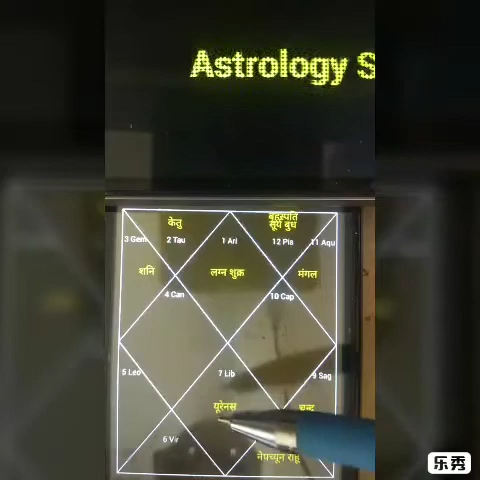 Astrology S
केतु
बृहस्पति
सूर्य बुध
3 Gem
2 Tau
1 Ari
12 Pis
11 Aqu
शनि
लग्न शुक्र
मंगल
4 Can
10 Cap
5 Leo
7 Lib
9 Sag
यूरेनस
चन्द्र
6 Vir
नेपच्यून राहू
乐秀